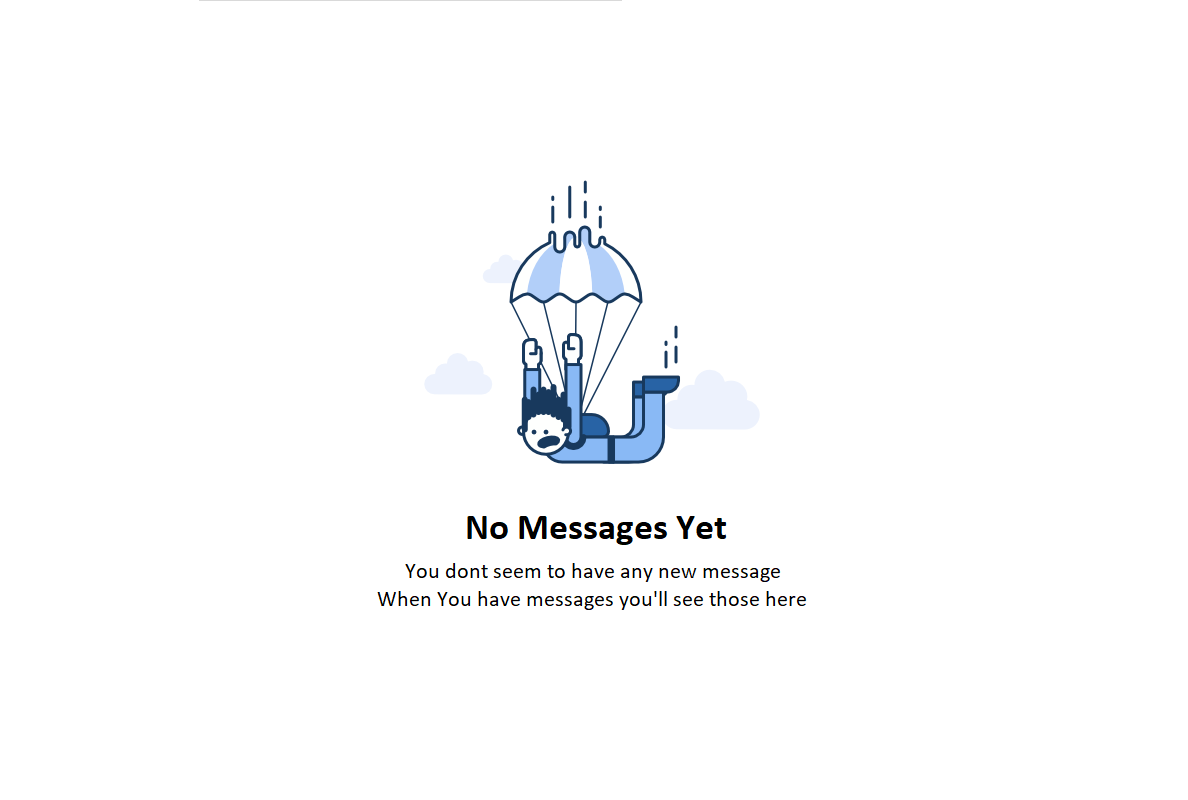 No Messages Yet
You dont seem to have any new message
When You have messages you'll see those here